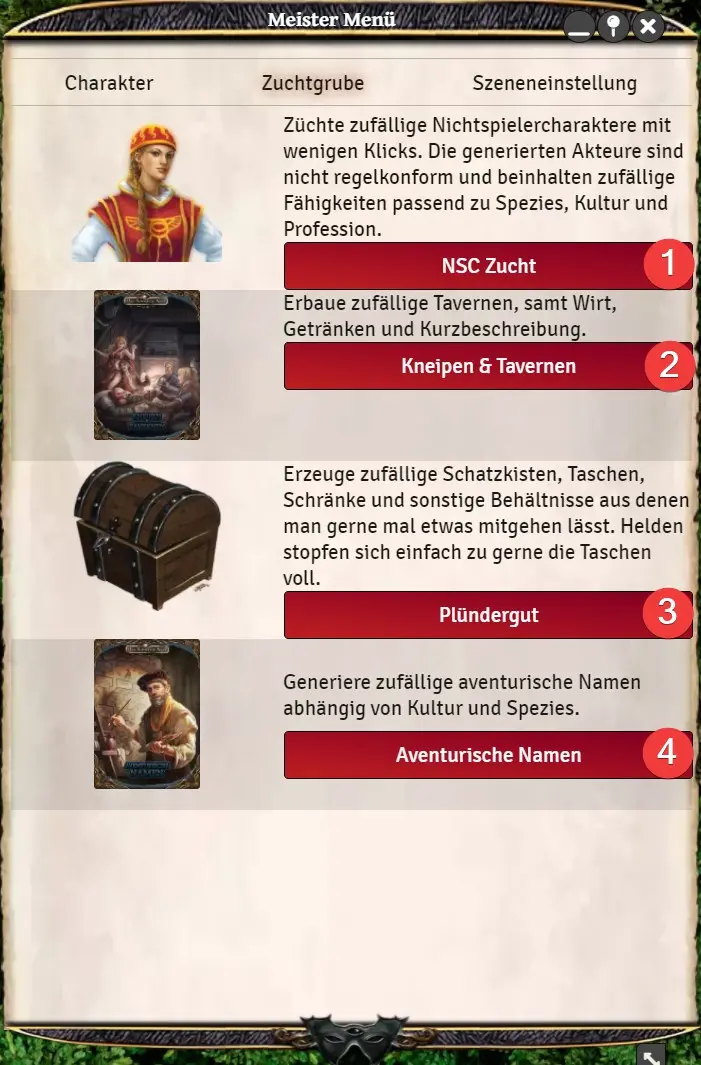 Meister Menü
Charakter
Zuchtgrube
Szeneneinstellung
Züchte zufällige Nichtspielercharaktere mit
wenigen Klicks. Die generierten Akteure sind
nicht regelkonform und beinhalten zufällige
Fähigkeiten passend zu Spezies, Kultur und
Profession.
NSC Zucht
1
Erbaue zufällige Tavernen, samt Wirt,
Getränken und Kurzbeschreibung.
Kneipen & Tavernen
2
Erzeuge zufällige Schatzkisten, Taschen,
Schränke und sonstige Behältnisse aus denen
man gerne mal etwas mitgehen lässt. Helden
stopfen sich einfach zu gerne die Taschen
voll.
Plündergut
3
NAMEN
Generiere zufällige aventurische Namen
abhängig von Kultur und Spezies.
Aventurische Namen
4